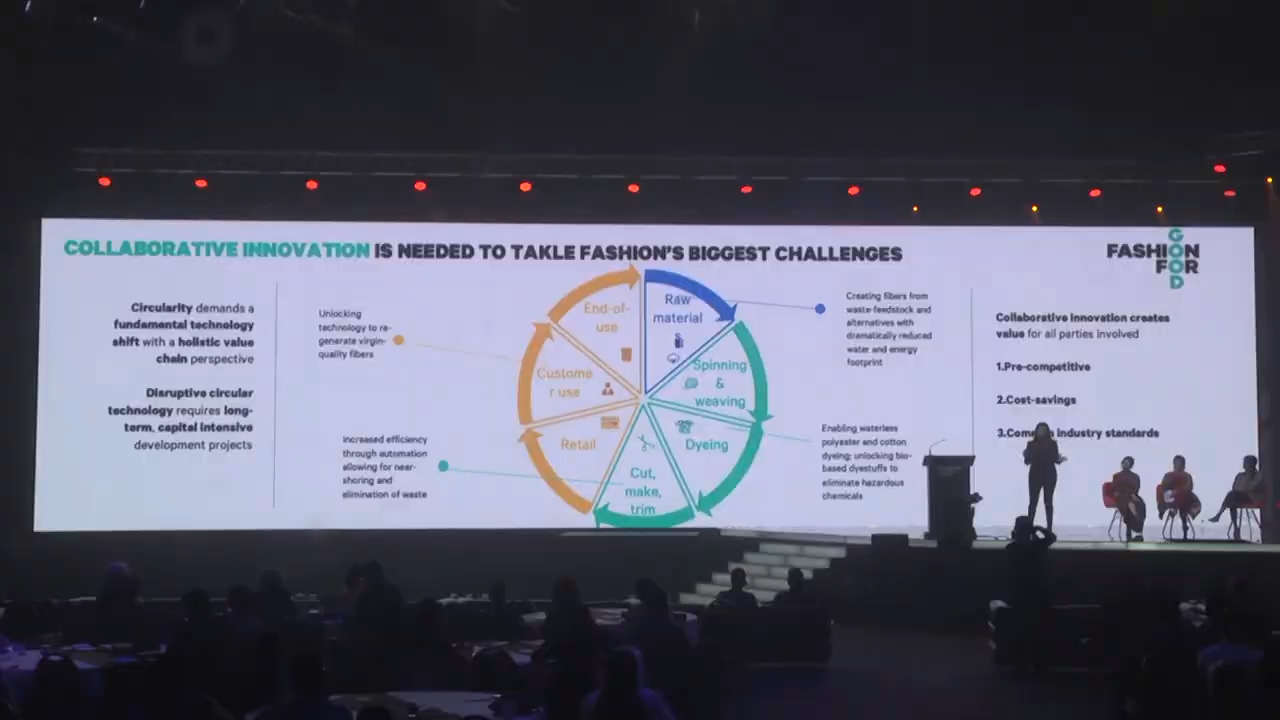 COLLABORATIVE INNOVATION IS NEEDED TO TAKLE FASHION'S BIGGEST CHALLENGES
GOOD
FASHION
FOR
Circularity demands a
fundamental technology
shift with a holistic value
chain perspective
Disruptive circular
technology requires long-
term, capital intensive
development projects
Unlocking
technology to re-
generate virgin-
quality fibers
Increased efficiency
through automation
allowing for near-
shoring and
elimination of waste
End-of-
use
Raw
material
Custome
r use
Spinning
&
weaving
Retail
Dyeing
Cut,
make,
trim
Creating fibers from
waste-feedstock and
alternatives with
dramatically reduced
water and energy
footprint
Enabling waterless
polyester and cotton
dyeing; unlocking bio-
based dyestuffs to
eliminate hazardous
chemicals
Collaborative Innovation creates
value for all parties involved
1.Pre-competitive
2.Cost-savings
3. industry standards